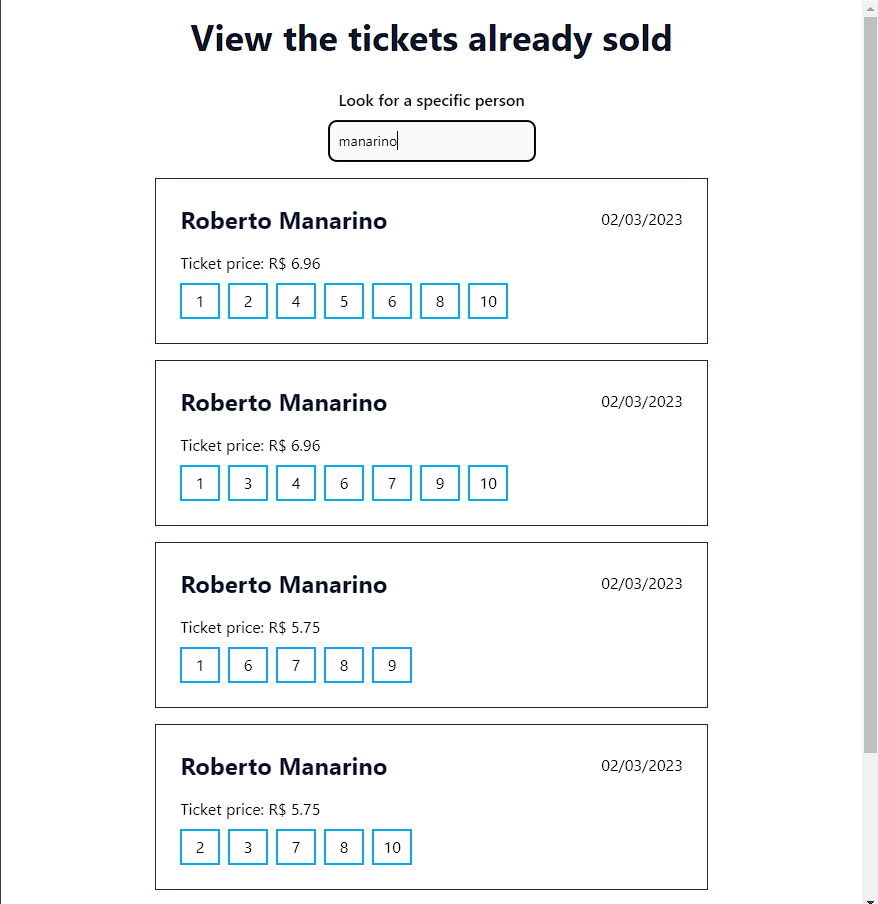 View the tickets already sold
Look for a specific person
manarino
Roberto Manarino 02/03/2023
Ticket price: R$ 6.96
1 2 4 5 6 8 10
Roberto Manarino 02/03/2023
Ticket price: R$ 6.96
1 3 4 6 7 9 10
Roberto Manarino 02/03/2023
Ticket price: R$ 5.75
1 6 7 8 9
Roberto Manarino 02/03/2023
Ticket price: R$ 5.75
2 3 7 8 10